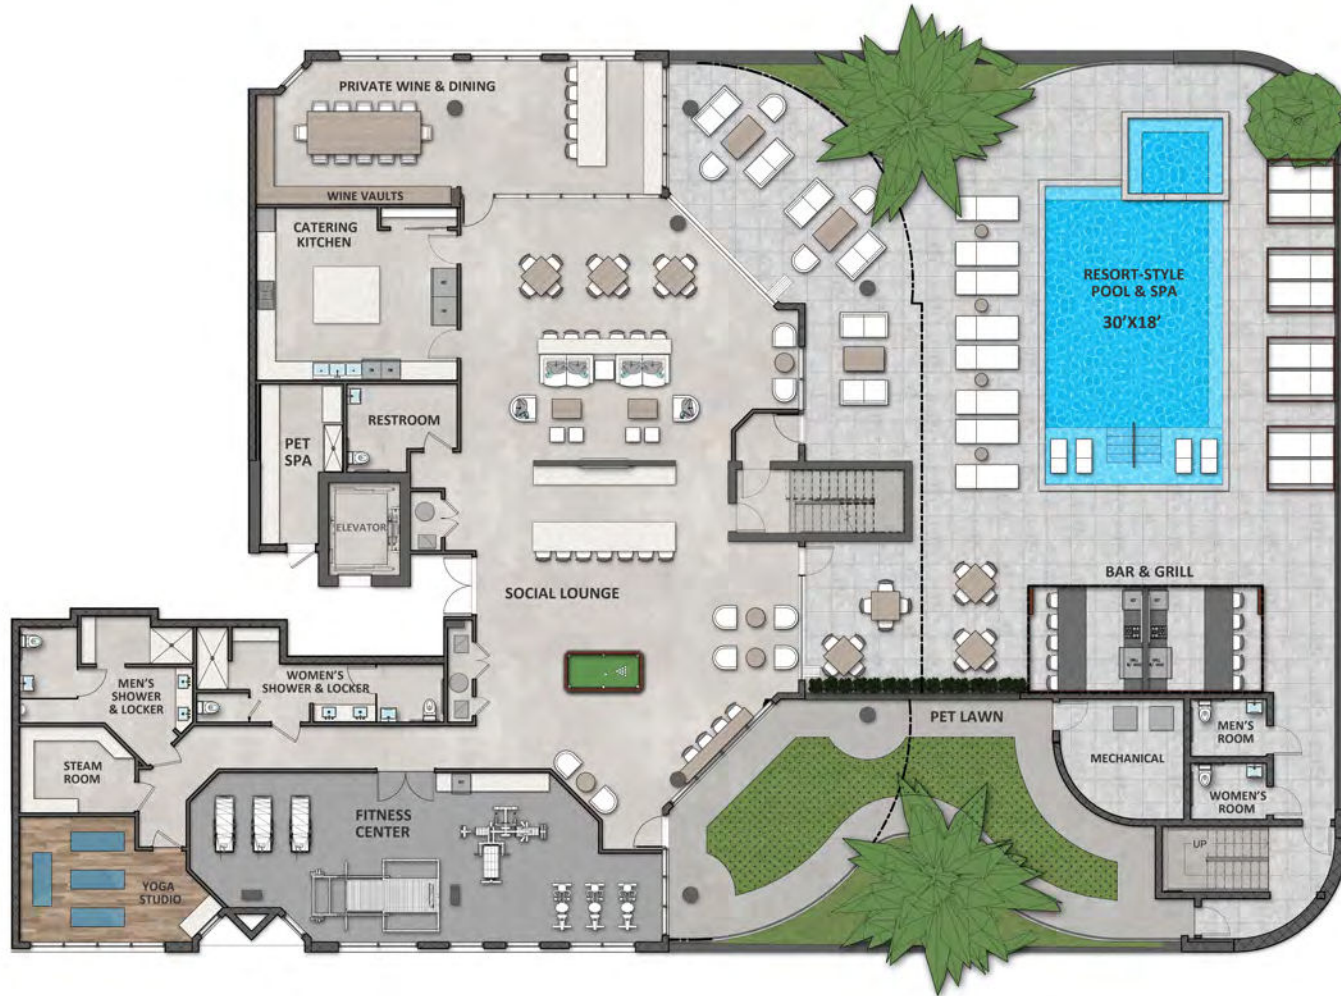 PRIVATE WINE & DINING
WINE VAULTS
CATERING
KITCHEN
RESORT-STYLE
POOL & SPA
30'X18'
RESTROOM
PET
SPA
ELEVATOR
BAR & GRILL
SOCIAL LOUNGE
MEN'S
SHOWER
& LOCKER
WOMEN'S
SHOWER & LOCKER
PET LAWN
MEN'S
ROOM
STEAM
ROOM
MECHANICAL
WOMEN'S
ROOM
FITNESS
CENTER
UP
YOGA
STUDIO